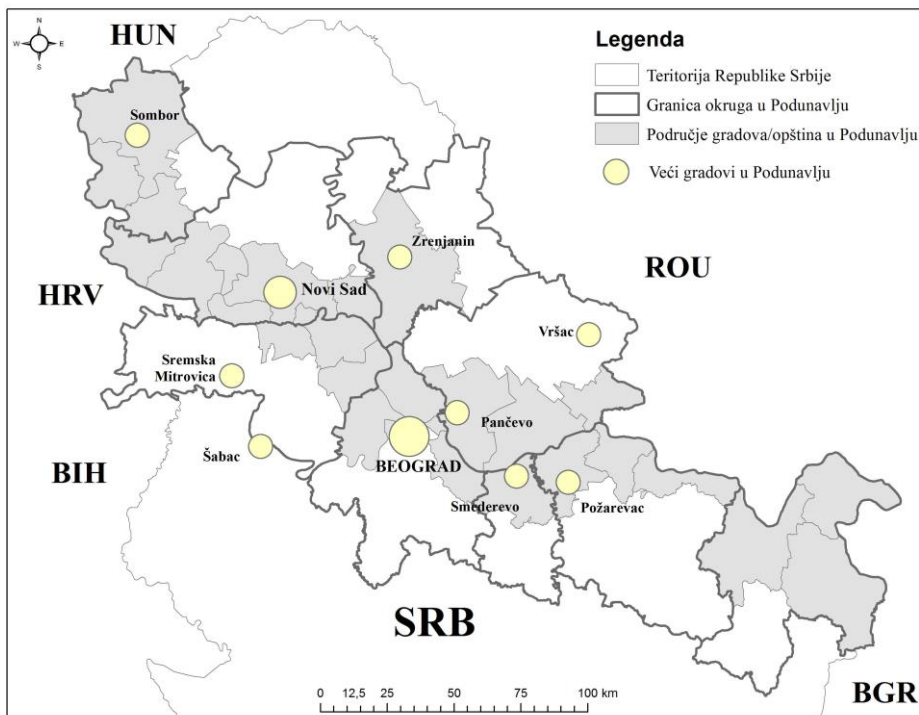 N
W
E
S
HUN
Legenda
Teritorija Republike Srbije
Granica okruga u Podunavlju
Područje gradova/opština u Podunavlju
Veći gradovi u Podunavlju
Sombor
Zrenjanin
ROU
HRV
Novi Sad
Vršac
Sremska
Mitrovica
Pančevo
BIH
Šabac
BEOGRAD
Smederevo
Požarevac
SRB
BGR
0 12,5 25 50 75 100 km